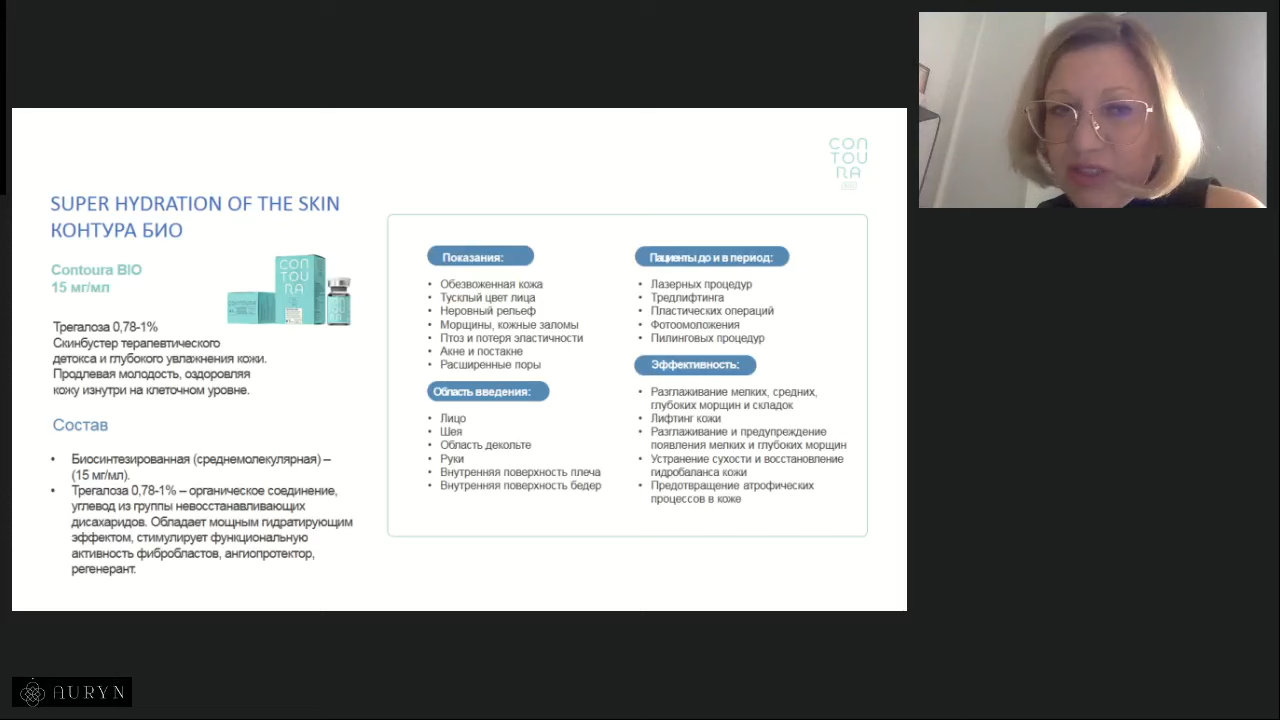 CON
TOU
RA
BIO
SUPER HYDRATION OF THE SKIN
КОНТУРА БИО
Contoura BIO
15 мг/мл
CON
TOU
RA
CONTOURA
Трегалоза 0,78-1%
Скинбустер терапевтического
детокса и глубокого увлажнения кожи.
Продлевая молодость, оздоровляя
кожу изнутри на клеточном уровне.
Состав
• Биосинтезированная (среднемолекулярная) –
(15 мг/мл).
• Трегалоза 0,78-1% – органическое соединение,
углевод из группы невосстанавливающих
дисахаридов. Обладает мощным гидратирующим
эффектом, стимулирует функциональную
активность фибробластов, ангиопротектор,
регенерант.
Показания:
• Обезвоженная кожа
• Тусклый цвет лица
• Неровный рельеф
• Морщины, кожные заломы
• Птоз и потеря эластичности
• Акне и постакне
• Расширенные поры
Область введения:
• Лицо
• Шея
• Область декольте
• Руки
• Внутренняя поверхность плеча
• Внутренняя поверхность бедер
Пациенты до и в период:
• Лазерных процедур
• Тредлифтинга
• Пластических операций
• Фотоомоложения
• Пилинговых процедур
Эффективность:
• Разглаживание мелких, средних,
глубоких морщин и складок
• Лифтинг кожи
• Разглаживание и предупреждение
появления мелких и глубоких морщин
• Устранение сухости и восстановление
гидробаланса кожи
• Предотвращение атрофических
процессов в коже
AURYN